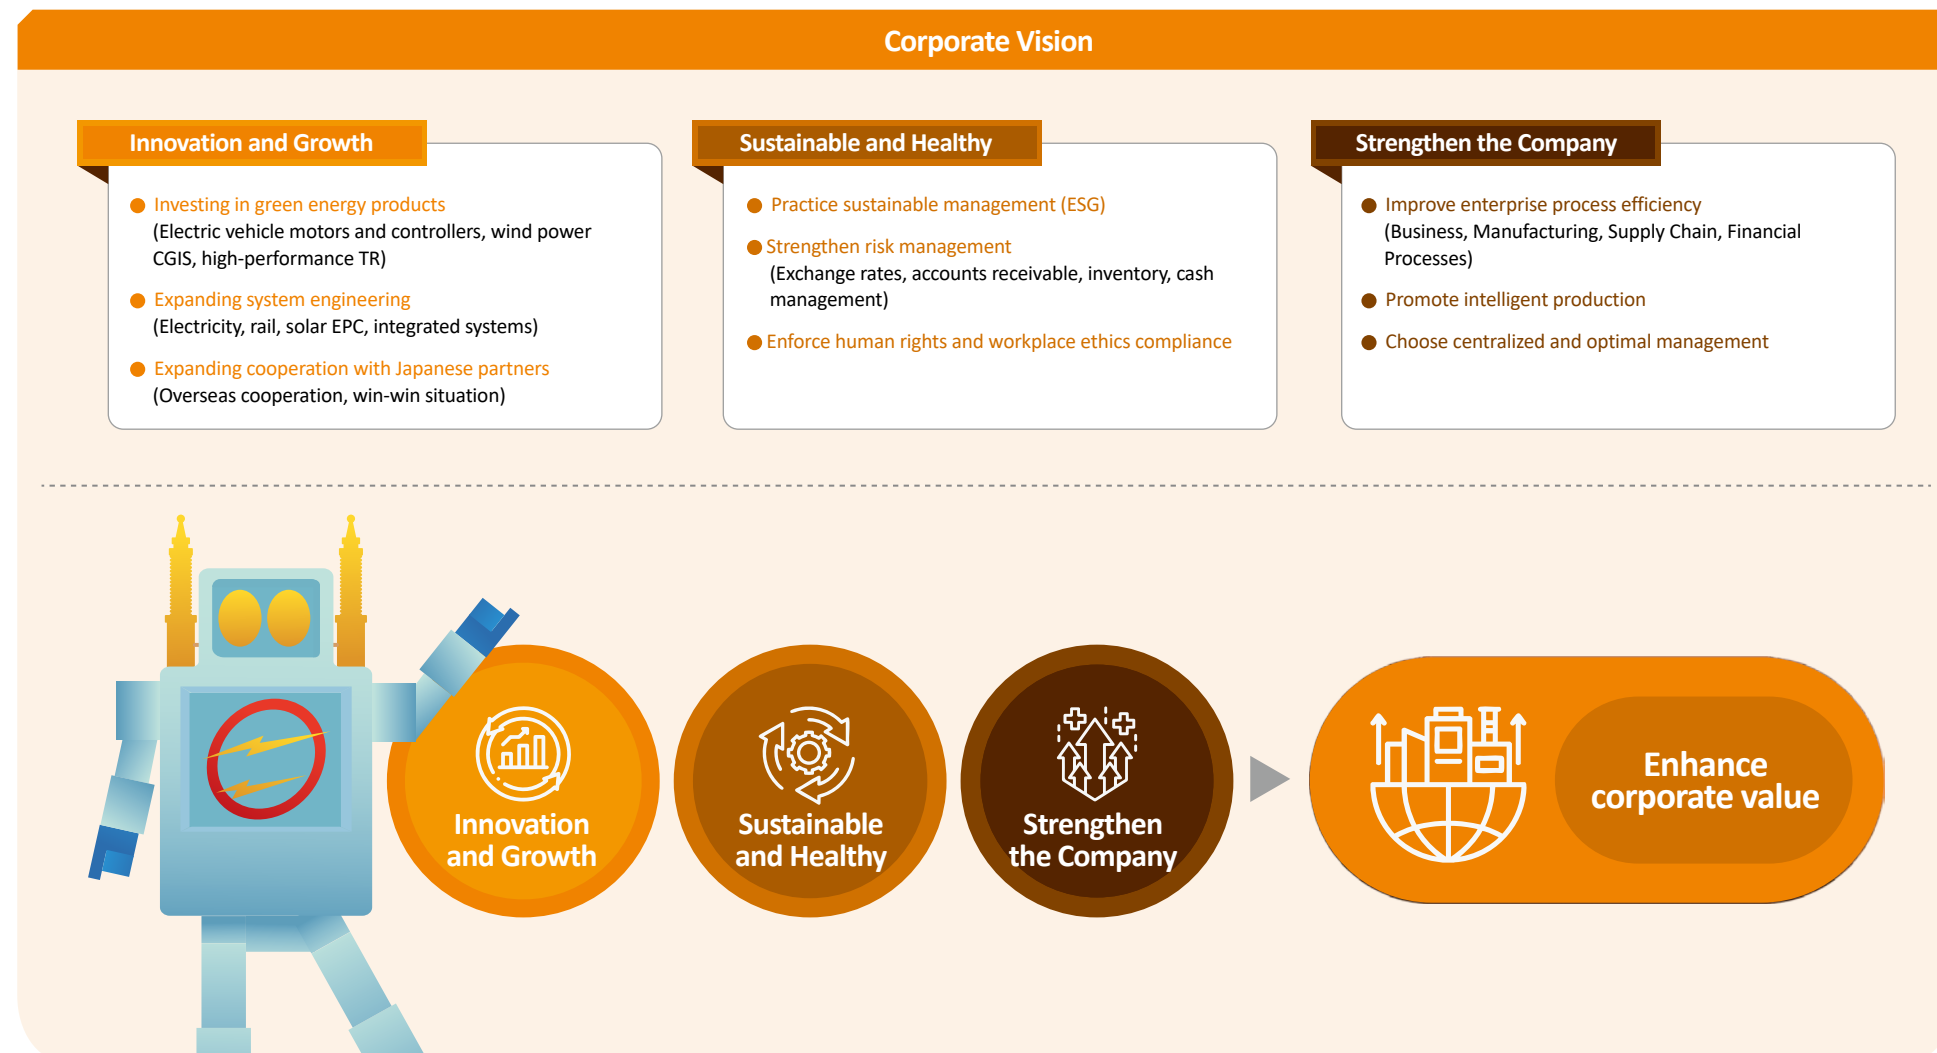 Corporate Vision
Innovation and Growth
● Investing in green energy products
(Electric vehicle motors and controllers, wind power
CGIS, high-performance TR)
● Expanding system engineering
(Electricity, rail, solar EPC, integrated systems)
● Expanding cooperation with Japanese partners
(Overseas cooperation, win-win situation)
Sustainable and Healthy
● Practice sustainable management (ESG)
● Strengthen risk management
(Exchange rates, accounts receivable, inventory, cash
management)
● Enforce human rights and workplace ethics compliance
Strengthen the Company
● Improve enterprise process efficiency
(Business, Manufacturing, Supply Chain, Financial
Processes)
● Promote intelligent production
● Choose centralized and optimal management
Innovation
and Growth
Sustainable
and Healthy
Strengthen
the Company
Enhance
corporate value